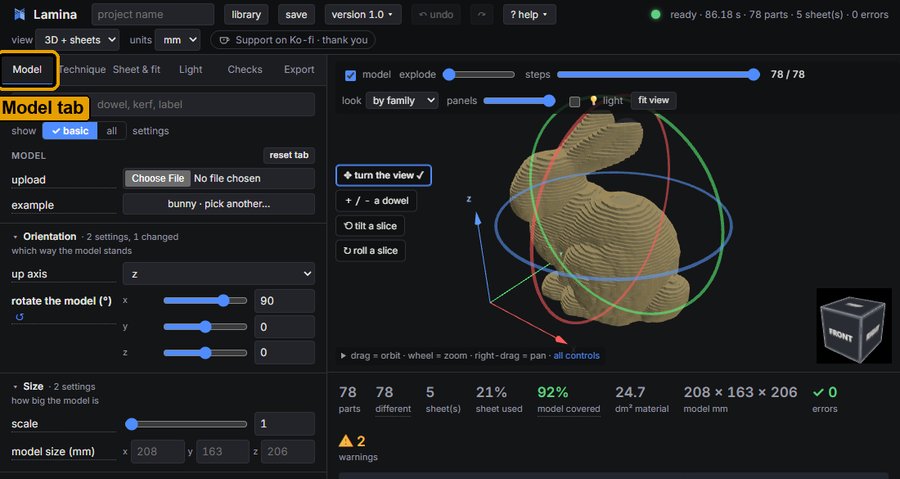 Lamina
project name
library
save
version 1.0
undo
? help
ready · 86.18 s · 78 parts · 5 sheet(s) · 0 errors
view
3D + sheets
units
mm
Support on Ko-fi · thank you
Model
Technique
Sheet & fit
Light
Checks
Export
Model tab
dowel, kerf, label
show
✓ basic
all
settings
MODEL
reset tab
upload
Choose File
No file chosen
example
bunny · pick another...
Orientation · 2 settings, 1 changed
which way the model stands
up axis
z
rotate the model (°)
x
90
y
0
z
0
Size · 2 settings
how big the model is
scale
1
model size (mm)
x
208
y
163
z
206
model
explode
steps
78 / 78
look
by family
panels
light
fit view
turn the view ✓
+ / - a dowel
tilt a slice
roll a slice
z
FRONT
drag = orbit · wheel = zoom · right-drag = pan · all controls
78
parts
78
different
5
sheet(s)
21%
sheet used
92%
model covered
24.7
dm² material
208 × 163 × 206
model mm
✓ 0
errors
2
warnings